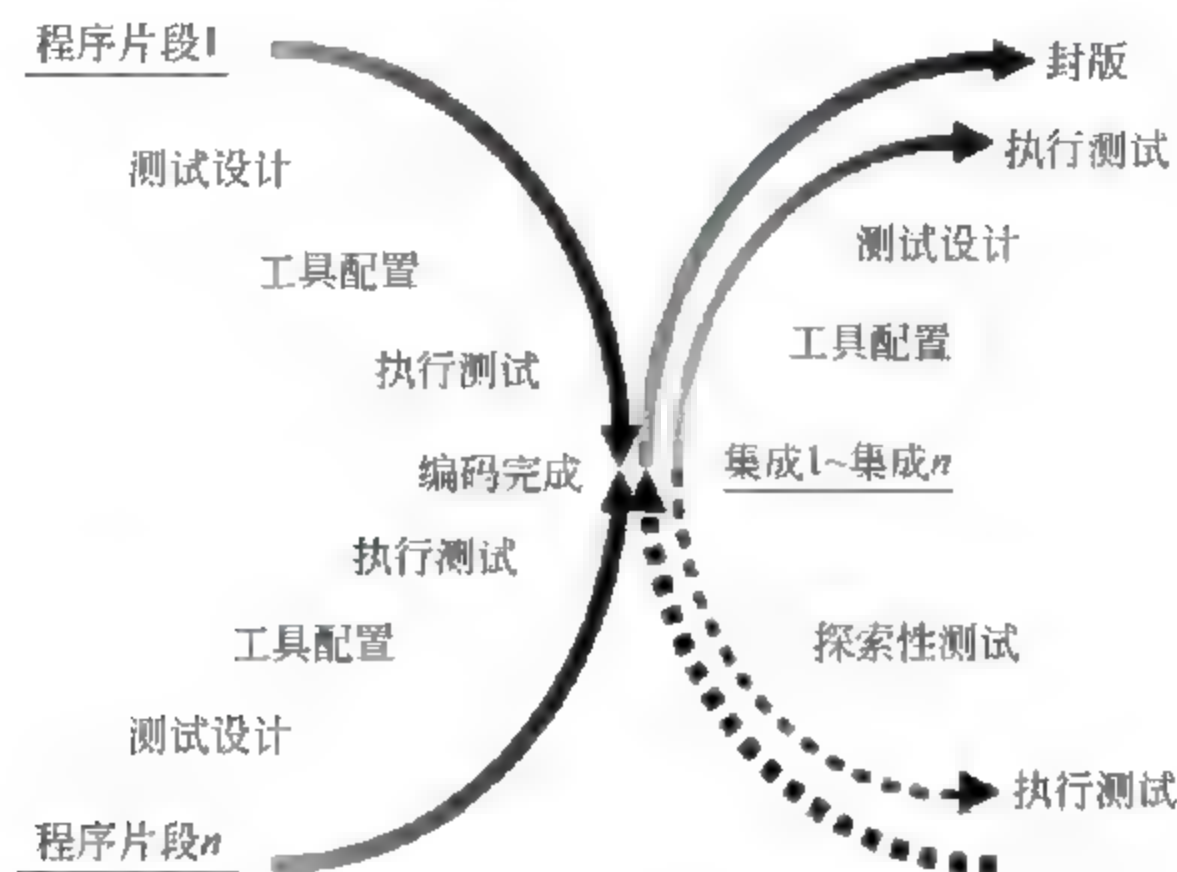 程序片段1
封版
执行测试
测试设计
测试设计
工具配置
工具配置
执行测试
集成1~集成n
编码完成
执行测试
工具配置
探索性测试
测试设计
执行测试
程序片段n